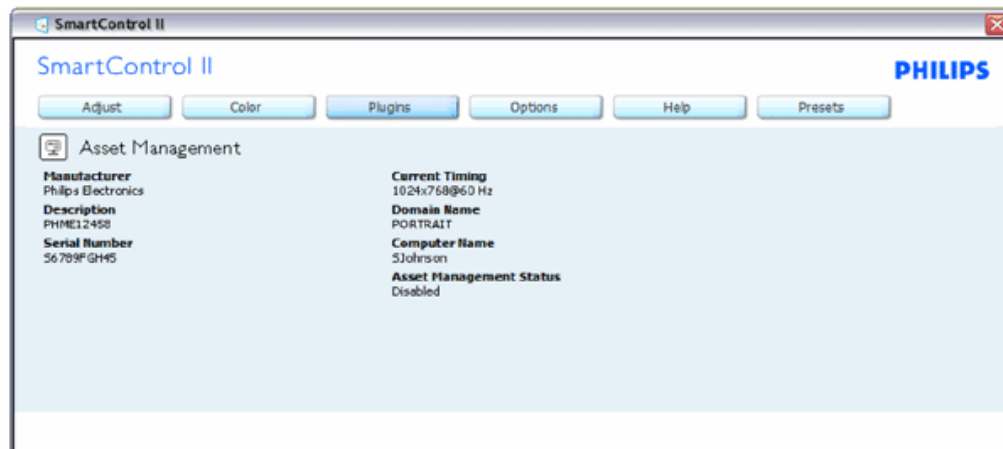 SmartControl II
SmartControl II
PHILIPS
Adjust
Color
Plugins
Options
Help
Presets
Asset Management
Manufacturer
Philips Electronics
Description
PHME12458
Serial Number
56789FGH45
Current Timing
1024x768@60 Hz
Domain Name
PORTRAIT
Computer Name
SJohnson
Asset Management Status
Disabled